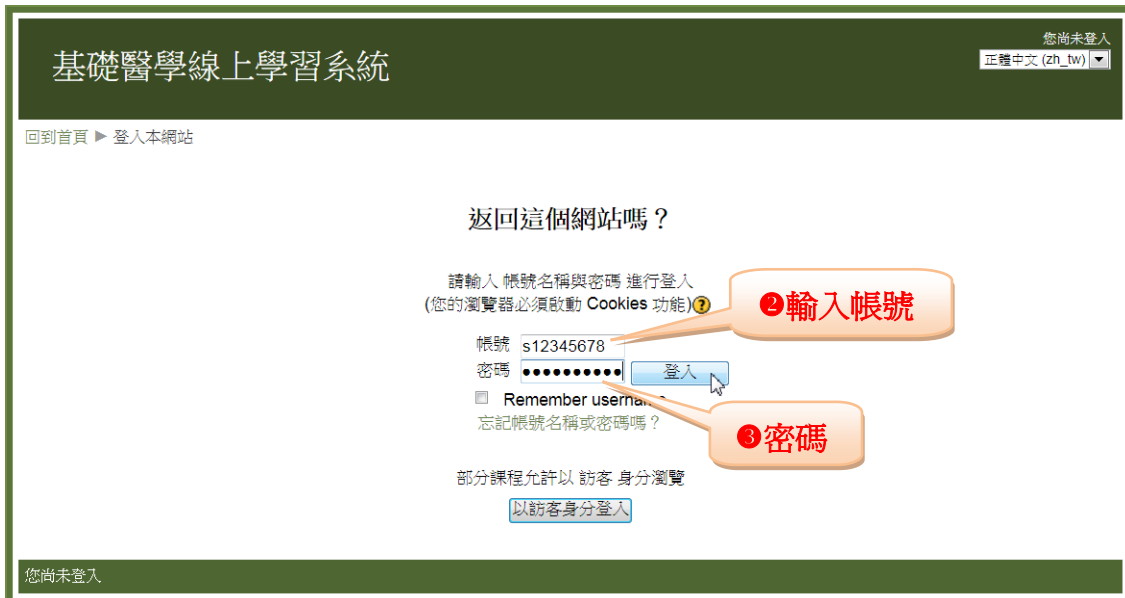 您尚未登入
基礎醫學線上學習系統
正體中文 (zh_tw)
回到首頁 ► 登入本網站
返回這個網站嗎？
請輸入 帳號名稱與密碼 進行登入
(您的瀏覽器必須啟動 Cookies 功能)?
❷輸入帳號
帳號 s12345678
密碼 ●●●●●●●●●● 登入
Remember username
忘記帳號名稱或密碼嗎？
❸密碼
部分課程允許以 訪客 身分瀏覽
以訪客身分登入
您尚未登入